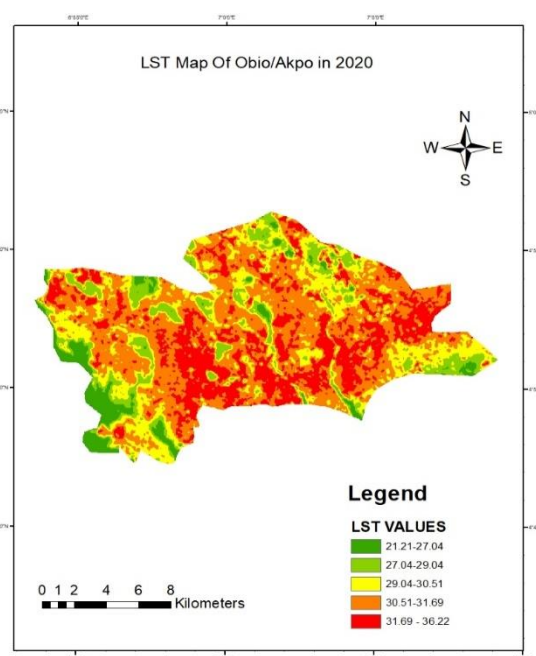 LST Map Of Obio/Akpo in 2020
N
W E
S
Legend
LST VALUES
21.21-27.04
27.04-29.04
29.04-30.51
30.51-31.69
31.69 - 36.22
0 1 2 4 6 8
Kilometers